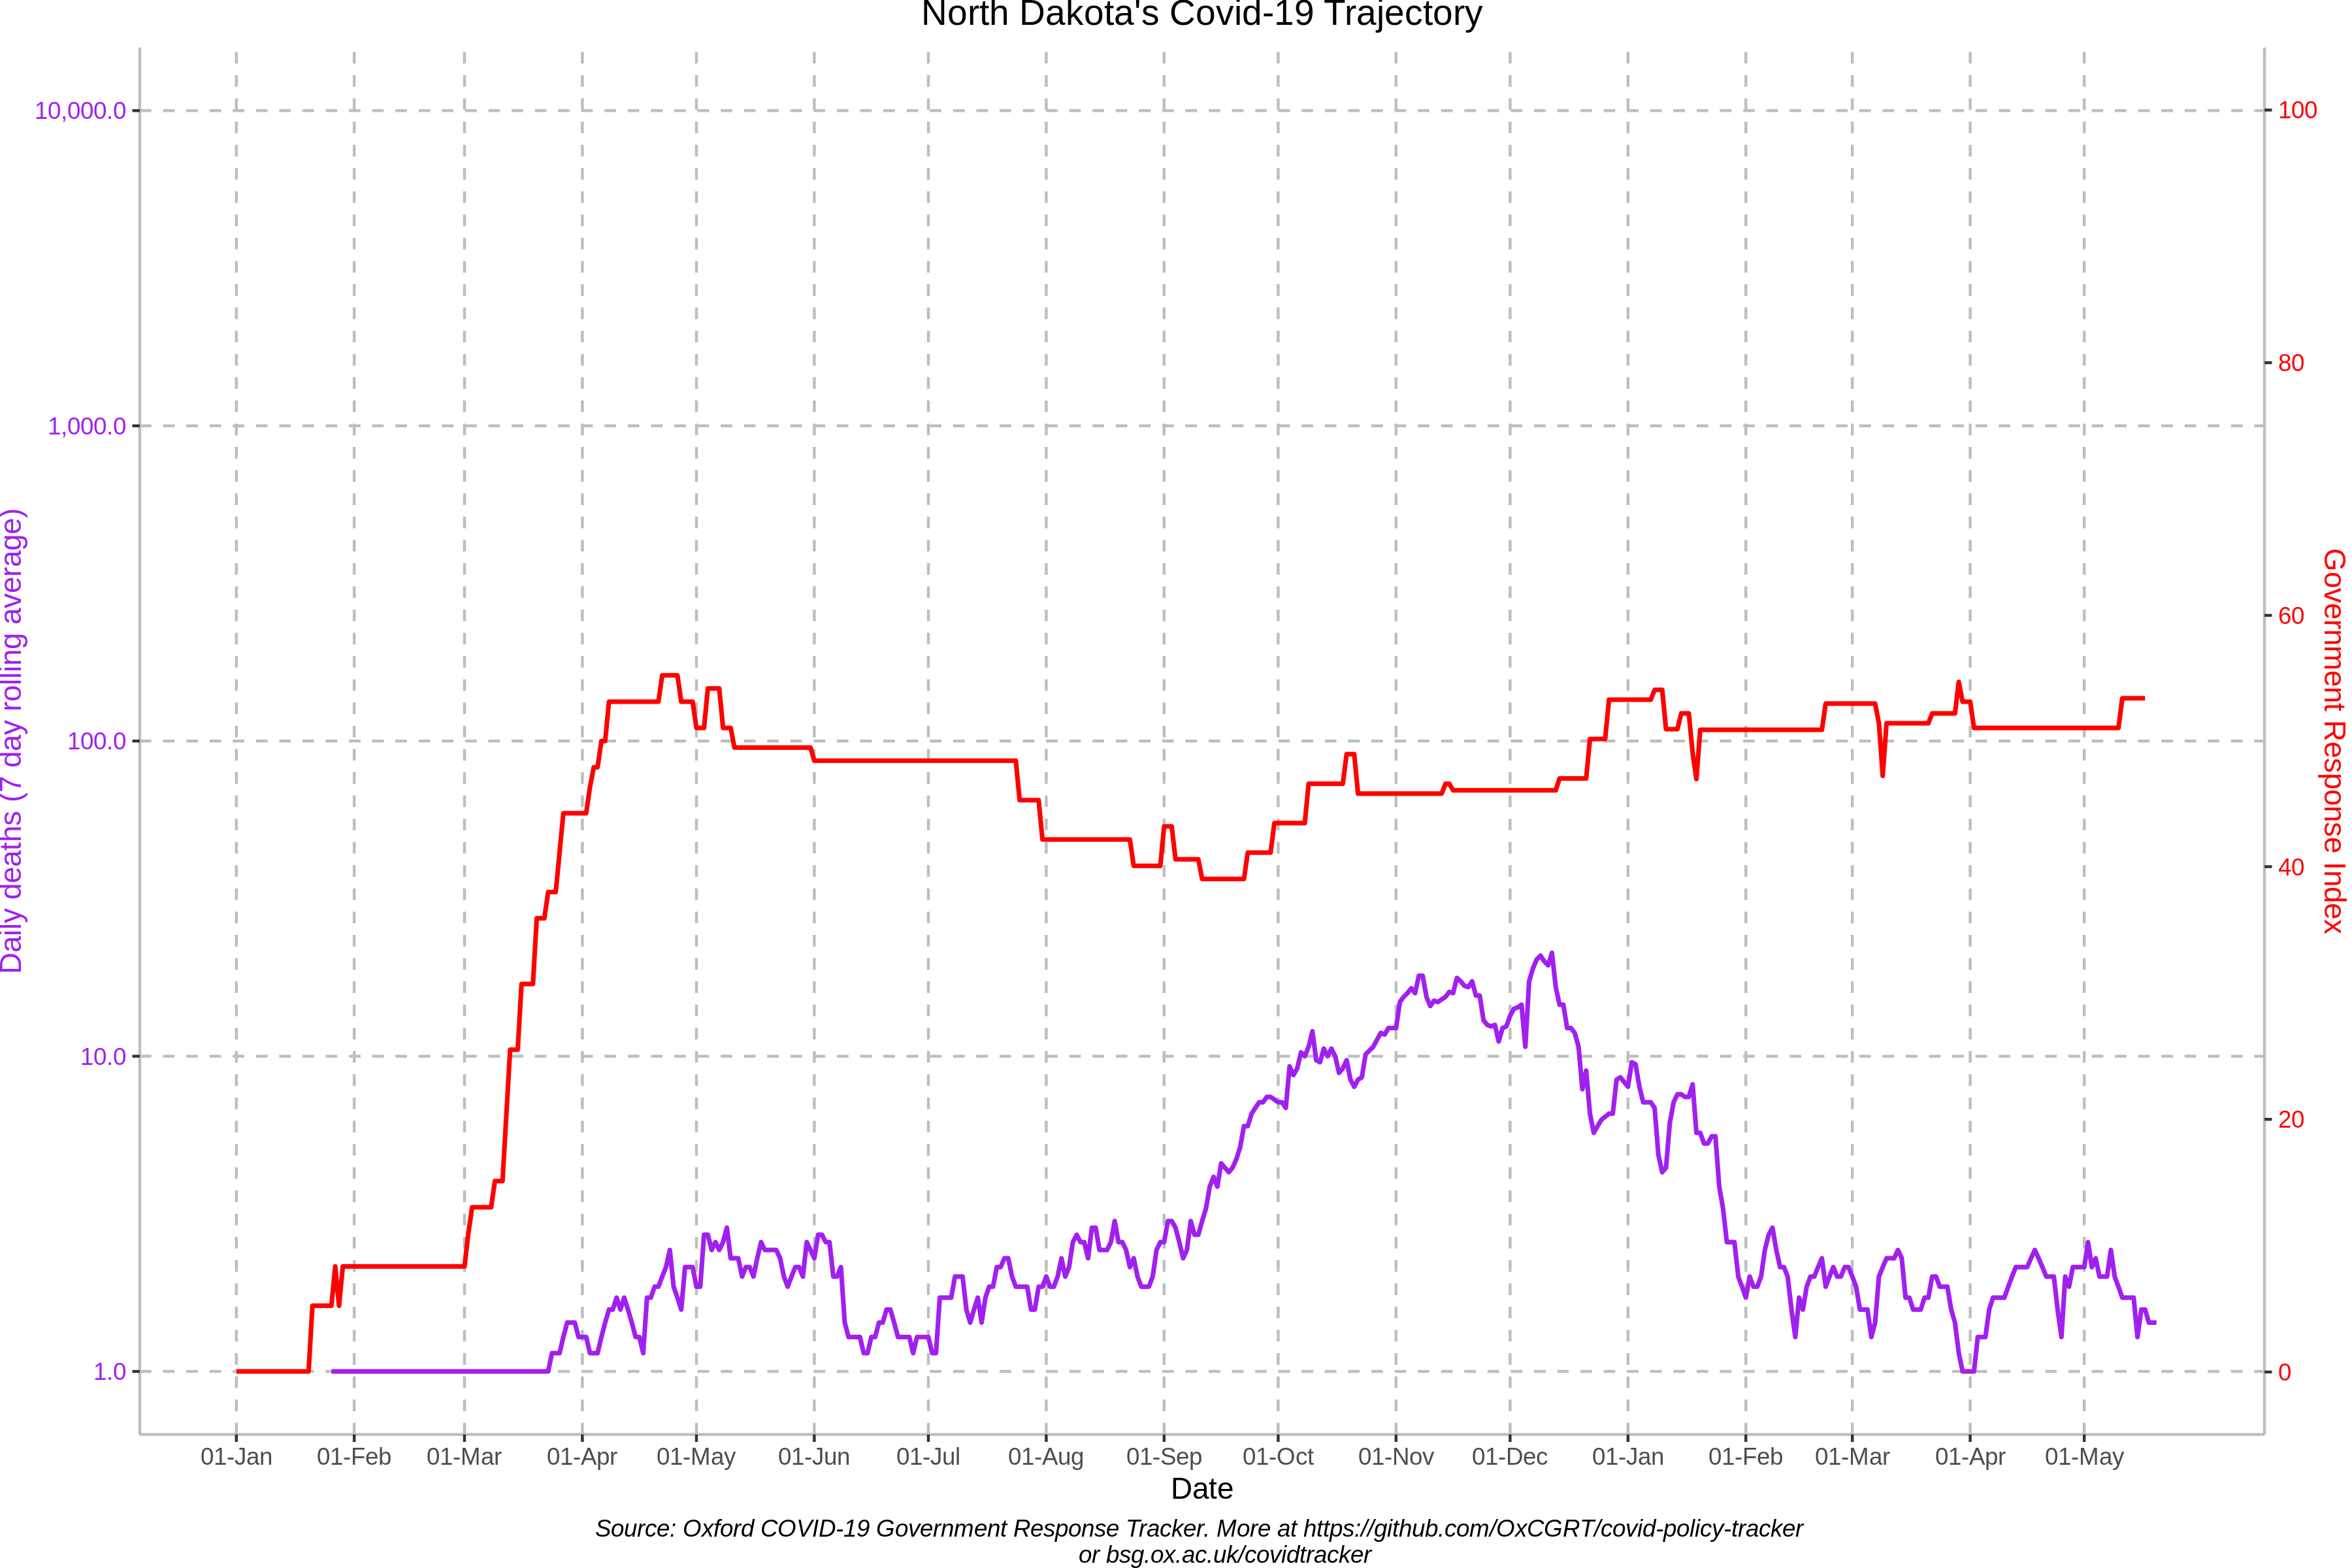 North Dakota's Covid-19 Trajectory
10,000.0
1,000.0
100.0
10.0
1.0
Daily deaths (7 day rolling average)
100
80
60
40
20
0
Government Response Index
01-Jan 01-Feb 01-Mar 01-Apr 01-May 01-Jun 01-Jul 01-Aug 01-Sep 01-Oct 01-Nov 01-Dec 01-Jan 01-Feb 01-Mar 01-Apr 01-May
Date
Source: Oxford COVID-19 Government Response Tracker. More at https://github.com/OxCGRT/covid-policy-tracker
or bsg.ox.ac.uk/covidtracker